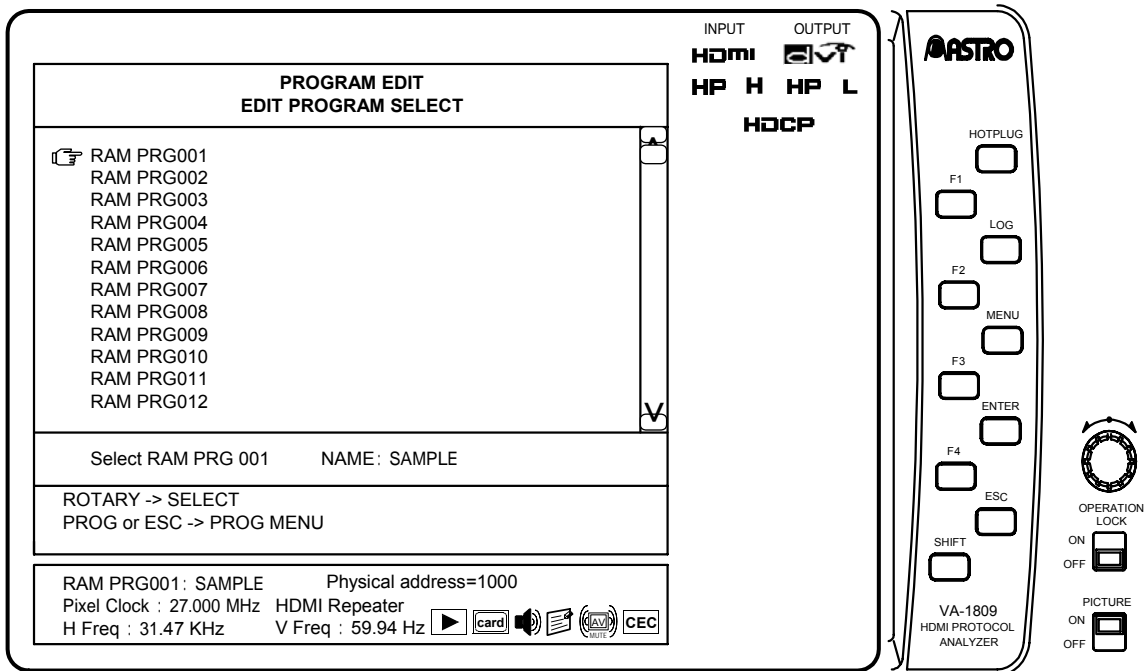 INPUT OUTPUT
HDMI DVI
HP H HP L
HDCP
PROGRAM EDIT
EDIT PROGRAM SELECT
RAM PRG001
RAM PRG002
RAM PRG003
RAM PRG004
RAM PRG005
RAM PRG006
RAM PRG007
RAM PRG008
RAM PRG009
RAM PRG010
RAM PRG011
RAM PRG012
Select RAM PRG 001 NAME: SAMPLE
ROTARY -> SELECT
PROG or ESC -> PROG MENU
RAM PRG001: SAMPLE Physical address=1000
Pixel Clock : 27.000 MHz HDMI Repeater
H Freq : 31.47 KHz V Freq : 59.94 Hz card AV MUTE CEC
ASTRO
HOTPLUG
F1
LOG
F2
MENU
F3
ENTER
F4
ESC
SHIFT
VA-1809
HDMI PROTOCOL
ANALYZER
OPERATION
LOCK
ON
OFF
PICTURE
ON
OFF